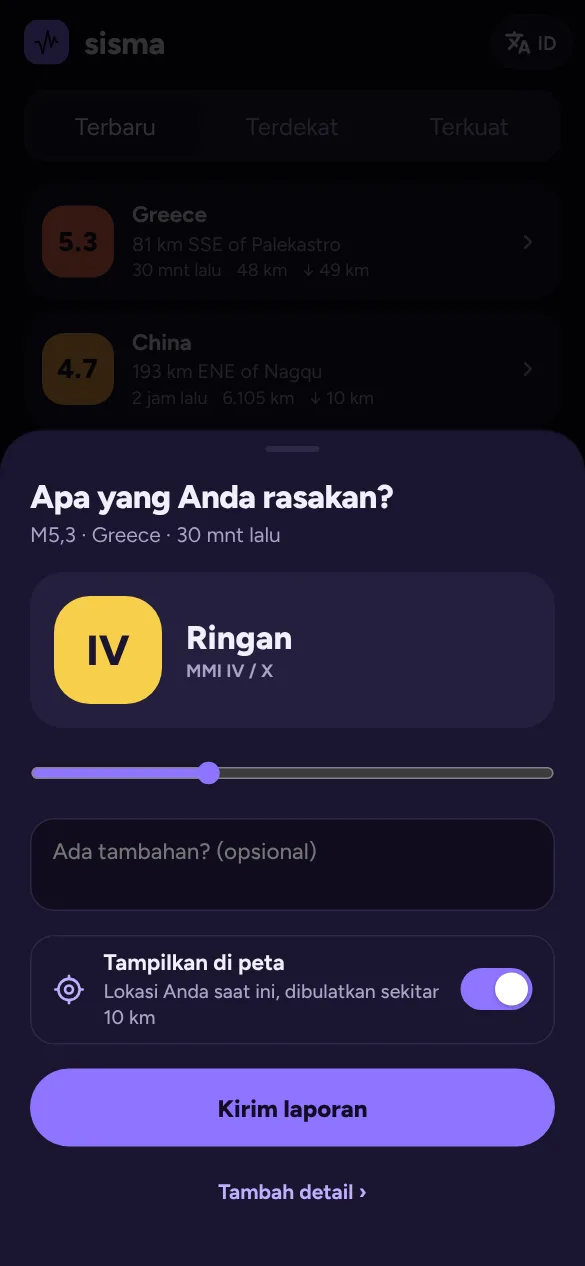 sisma
ID
Terbaru
Terdekat
Terkuat
5.3
Greece
81 km SSE of Palekastro
30 mnt lalu 48 km ↓ 49 km
4.7
China
193 km ENE of Nagqu
2 jam lalu 6.105 km ↓ 10 km
Apa yang Anda rasakan?
M5,3 · Greece · 30 mnt lalu
IV
Ringan
MMI IV / X
Ada tambahan? (opsional)
Tampilkan di peta
Lokasi Anda saat ini, dibulatkan sekitar
10 km
Kirim laporan
Tambah detail ›